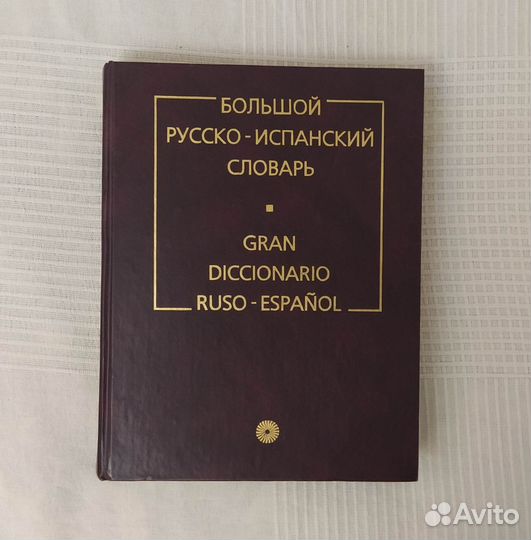 БОЛЬШОЙ
РУССКО-ИСПАНСКИЙ
СЛОВАРЬ
GRAN
DICCIONARIO
RUSO-ESPAÑOL
Avito